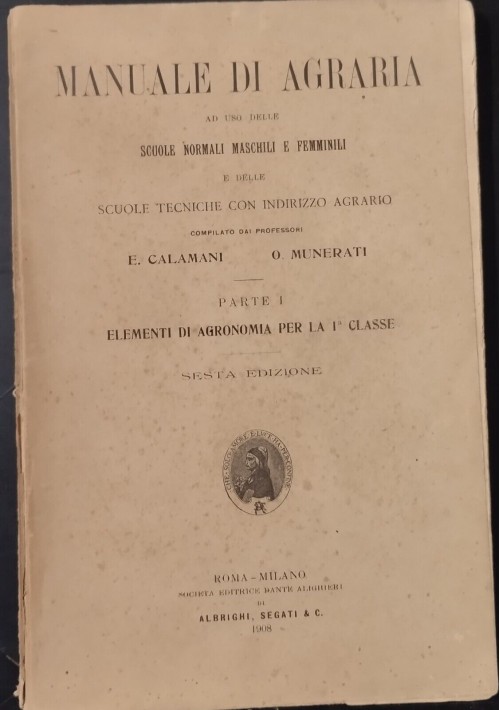 MANUALE DI AGRARIA
AD USO DELLE
SCUOLE NORMALI MASCHILI E FEMMINILI
E DELLE
SCUOLE TECNICHE CON INDIRIZZO AGRARIO
COMPILATO DAI PROFESSORI
E. CALAMANI O. MUNERATI
PARTE I
ELEMENTI DI AGRONOMIA PER LA 1ª CLASSE
SESTA EDIZIONE
ROMA – MILANO
SOCIETÀ EDITRICE DANTE ALIGHIERI
DI
ALBRIGHI, SEGATI & C.
1908